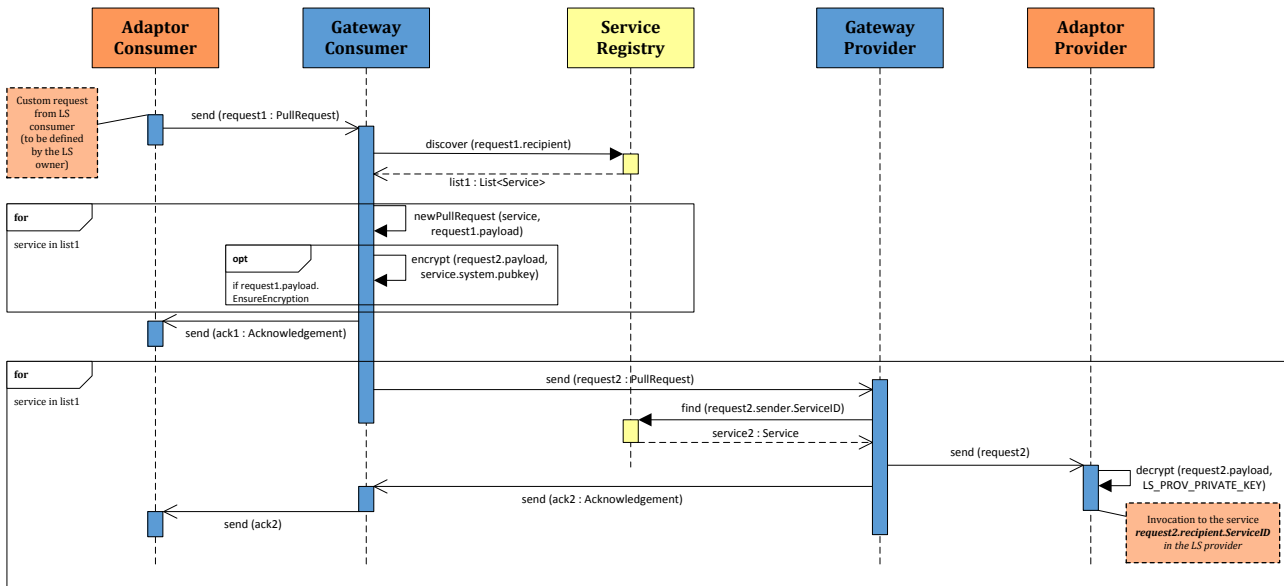 Adaptor
Consumer
Gateway
Consumer
Service
Registry
Gateway
Provider
Adaptor
Provider
Custom request
from LS
consumer
(to be defined
by the LS
owner)
send (request1 : PullRequest)
discover (request1.recipient)
list1 : List<Service>
for
service in list1
newPullRequest (service,
request1.payload)
opt
if request1.payload.
EnsureEncryption
encrypt (request2.payload,
service.system.pubkey)
send (ack1 : Acknowledgement)
for
service in list1
send (request2 : PullRequest)
find (request2.sender.ServiceID)
service2 : Service
send (request2)
decrypt (request2.payload,
LS_PROV_PRIVATE_KEY)
send (ack2 : Acknowledgement)
send (ack2)
Invocation to the service
request2.recipient.ServiceID
in the LS provider